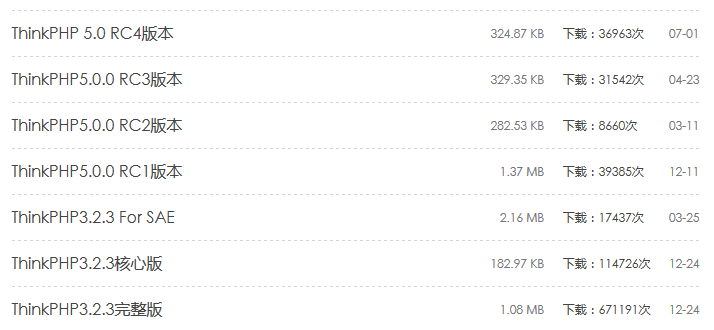 ThinkPHP 5.0 RC4版本 324.87 KB 下载：36963次 07-01
ThinkPHP5.0.0 RC3版本 329.35 KB 下载：31542次 04-23
ThinkPHP5.0.0 RC2版本 282.53 KB 下载：8660次 03-11
ThinkPHP5.0.0 RC1版本 1.37 MB 下载：39385次 12-11
ThinkPHP3.2.3 For SAE 2.16 MB 下载：17437次 03-25
ThinkPHP3.2.3核心版 182.97 KB 下载：114726次 12-24
ThinkPHP3.2.3完整版 1.08 MB 下载：671191次 12-24